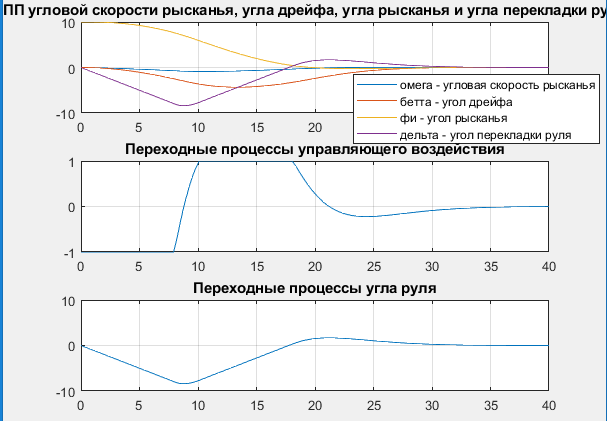 ПП угловой скорости рысканья, угла дрейфа, угла рысканья и угла перекладки ру
10
0
-10
0 5 10 15 20
омега - угловая скорость рысканья
бетта - угол дрейфа
фи - угол рысканья
дельта - угол перекладки руля
Переходные процессы управляющего воздействия
1
0
-1
0 5 10 15 20 25 30 35 40
Переходные процессы угла руля
10
0
-10
0 5 10 15 20 25 30 35 40